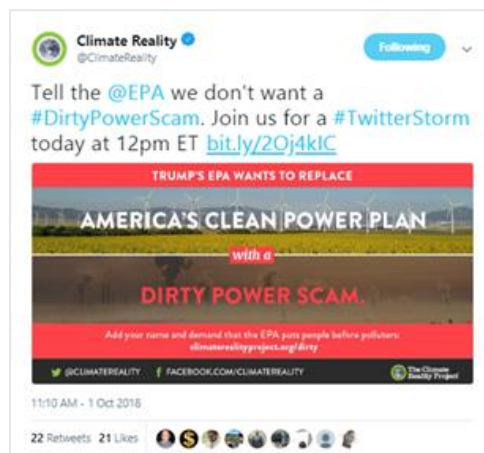 Climate Reality
@ClimateReality
Following
Tell the @EPA we don't want a
#DirtyPowerScam. Join us for a #TwitterStorm
today at 12pm ET bit.ly/2Oj4kIC
TRUMP'S EPA WANTS TO REPLACE
AMERICA'S CLEAN POWER PLAN
with a
DIRTY POWER SCAM.
Add your name and demand that the EPA puts people before polluters:
climaterealityproject.org/dirty
@CLIMATEREALITY FACEBOOK.COM/CLIMATEREALITY
The Climate
Reality Project
11:10 AM - 1 Oct 2018
22 Retweets 21 Likes